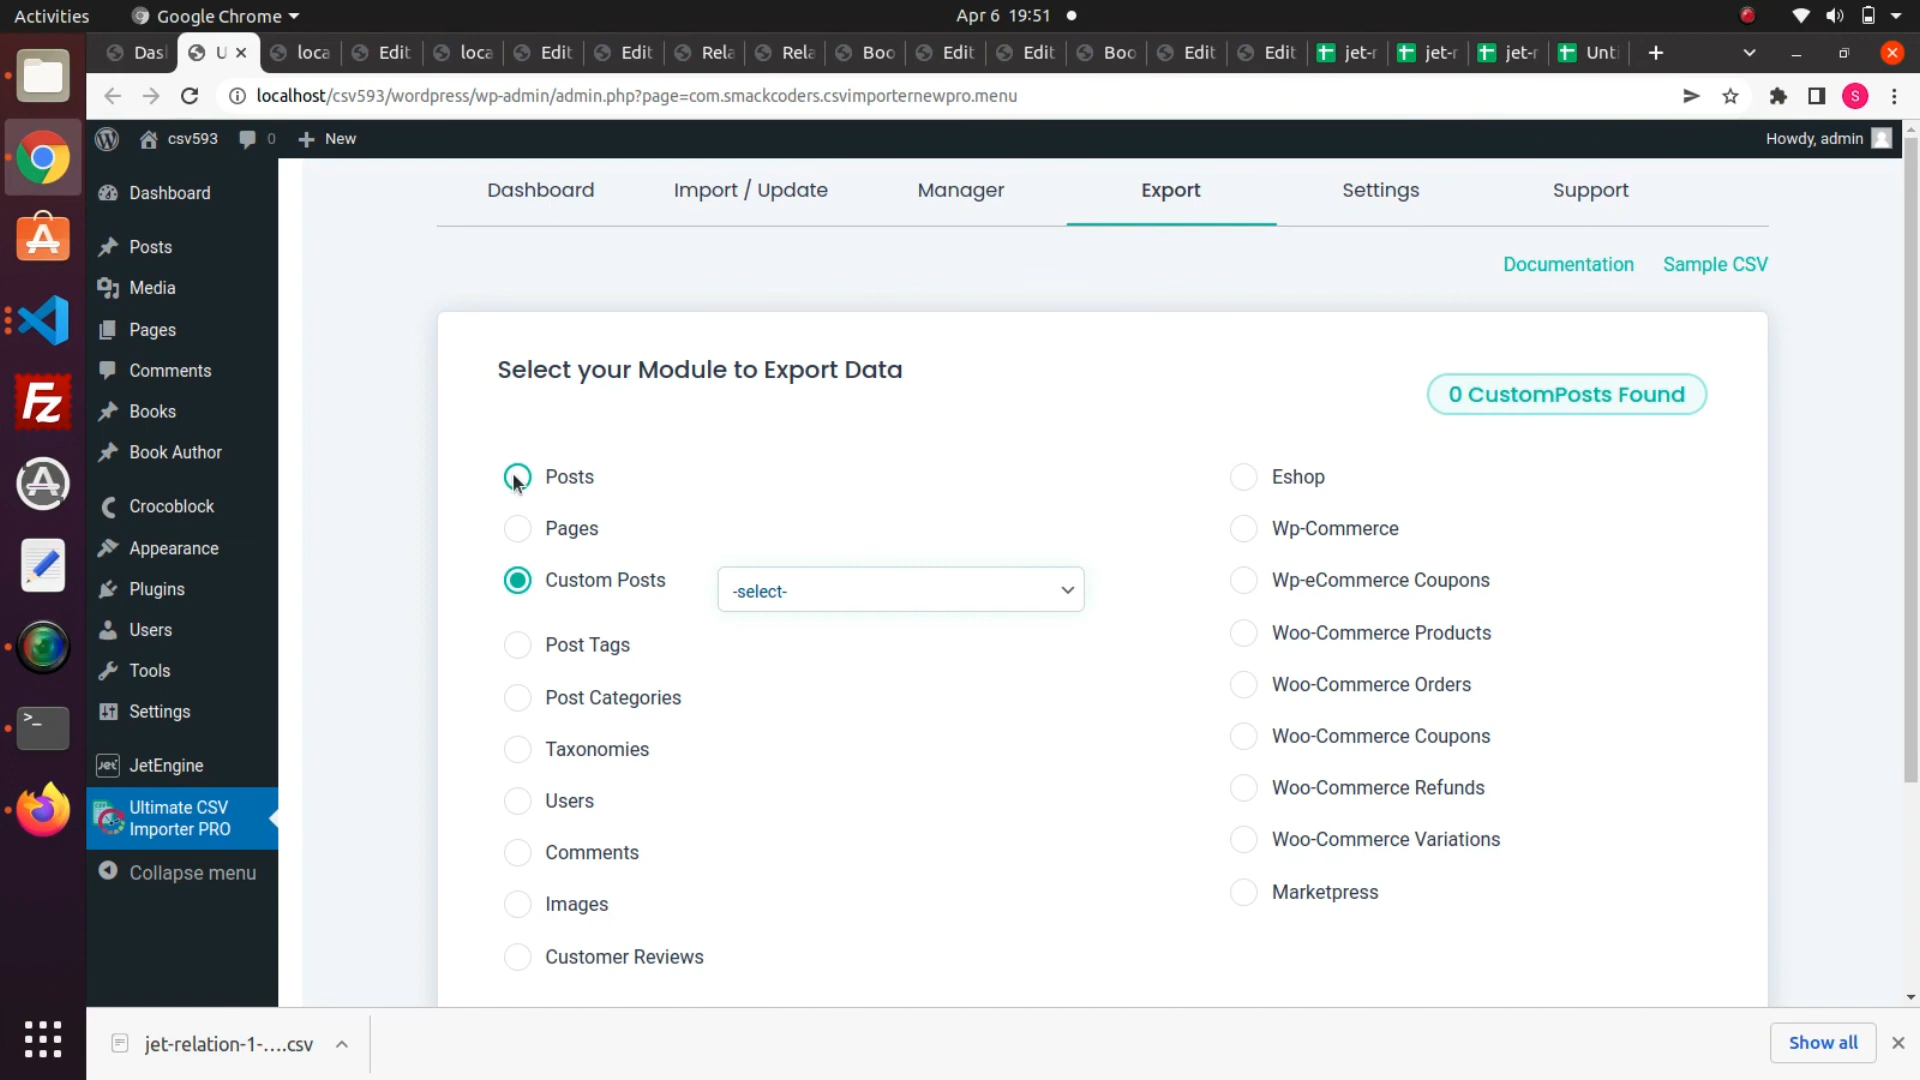 Activities
Google Chrome
Apr 6 19:51
Dasl
U
loca
Edit
loca
Edit
Edit
Rela
Rela
Boo
Edit
Edit
Boo
Edit
Edit
jet-r
jet-r
jet-r
Unti
localhost/csv593/wordpress/wp-admin/admin.php?page=com.smackcoders.csvimporternewpro.menu
S
csv593
0
New
Howdy, admin
Dashboard
Posts
Media
Pages
Comments
Books
Book Author
Crocoblock
Appearance
Plugins
Users
Tools
Settings
Jet
JetEngine
Ultimate CSV
Importer PRO
Collapse menu
Dashboard
Import / Update
Manager
Export
Settings
Support
Documentation
Sample CSV
Select your Module to Export Data
0 CustomPosts Found
Posts
Pages
Custom Posts
-select-
Post Tags
Post Categories
Taxonomies
Users
Comments
Images
Customer Reviews
Eshop
Wp-Commerce
Wp-eCommerce Coupons
Woo-Commerce Products
Woo-Commerce Orders
Woo-Commerce Coupons
Woo-Commerce Refunds
Woo-Commerce Variations
Marketpress
jet-relation-1-....csv
Show all